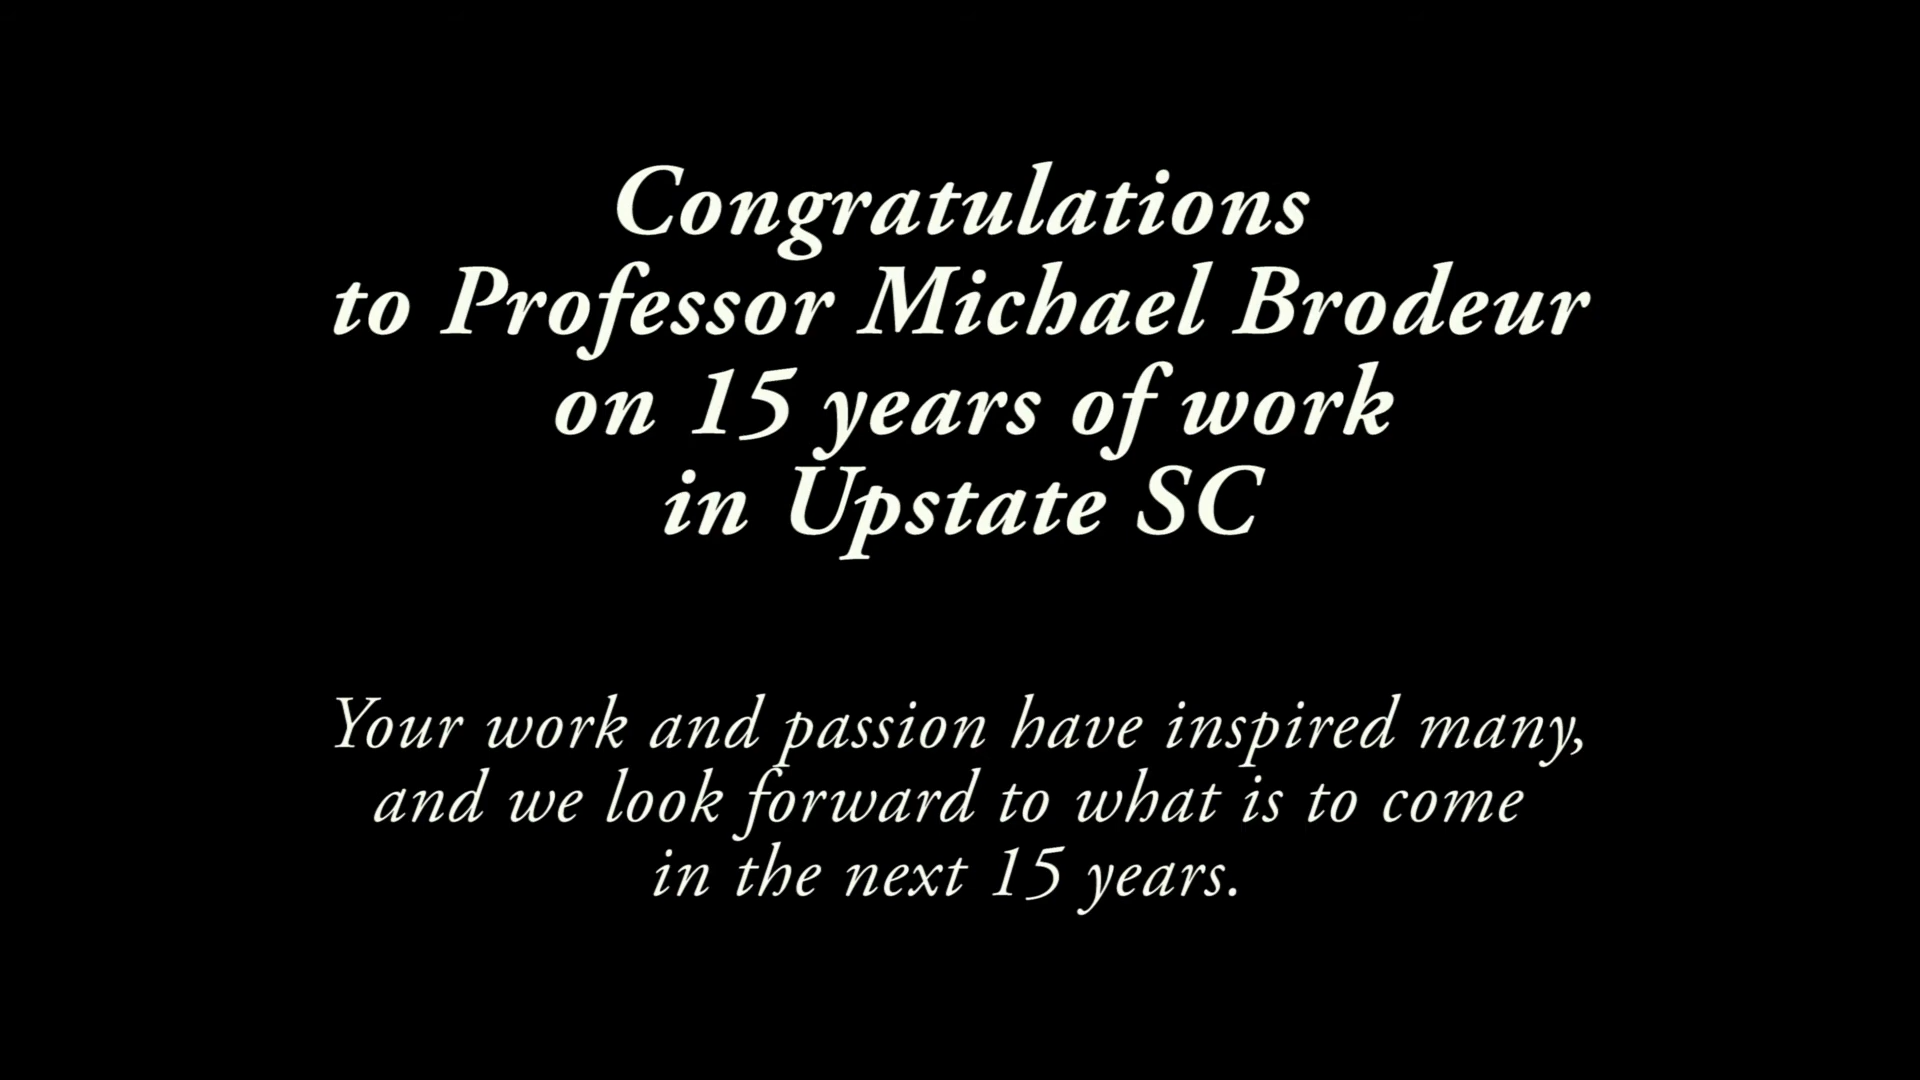 Congratulations
to Professor Michael Brodeur
on 15 years of work
in Upstate SC
Your work and passion have inspired many,
and we look forward to what is to come
in the next 15 years.